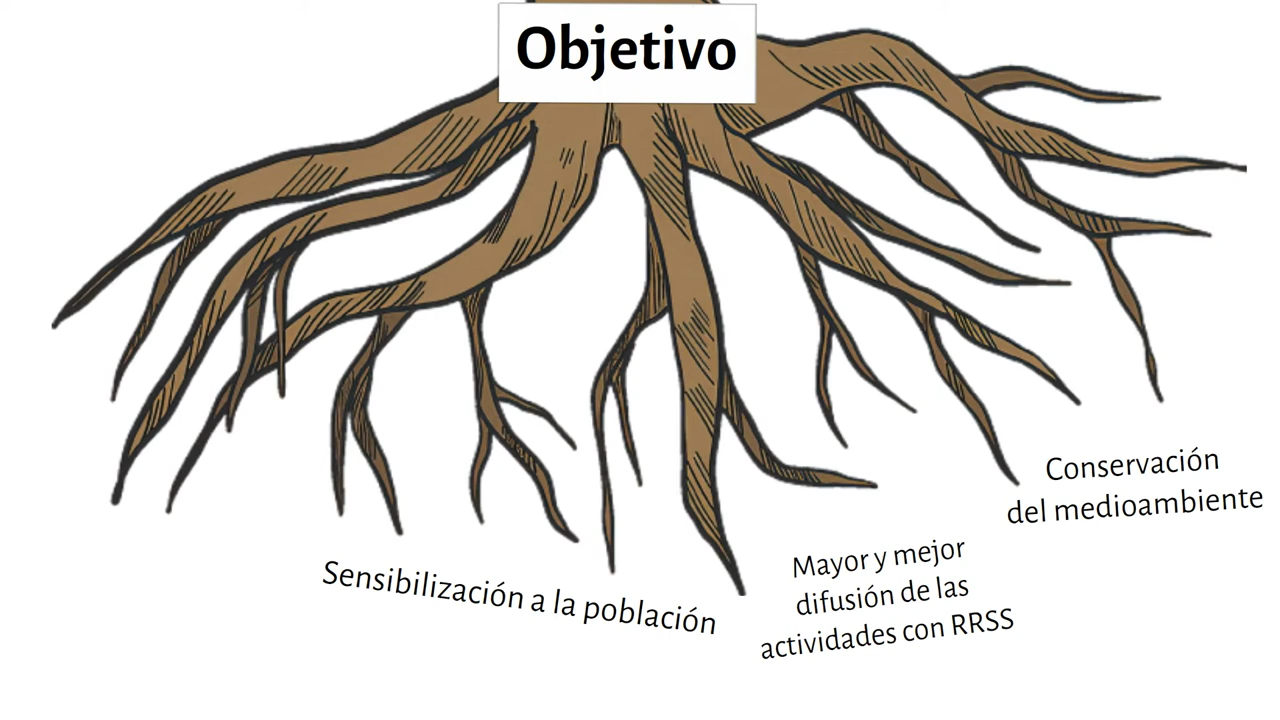 Objetivo
Sensibilización a la población
Mayor y mejor
difusión de las
actividades con RRSS
Conservación
del medioambiente